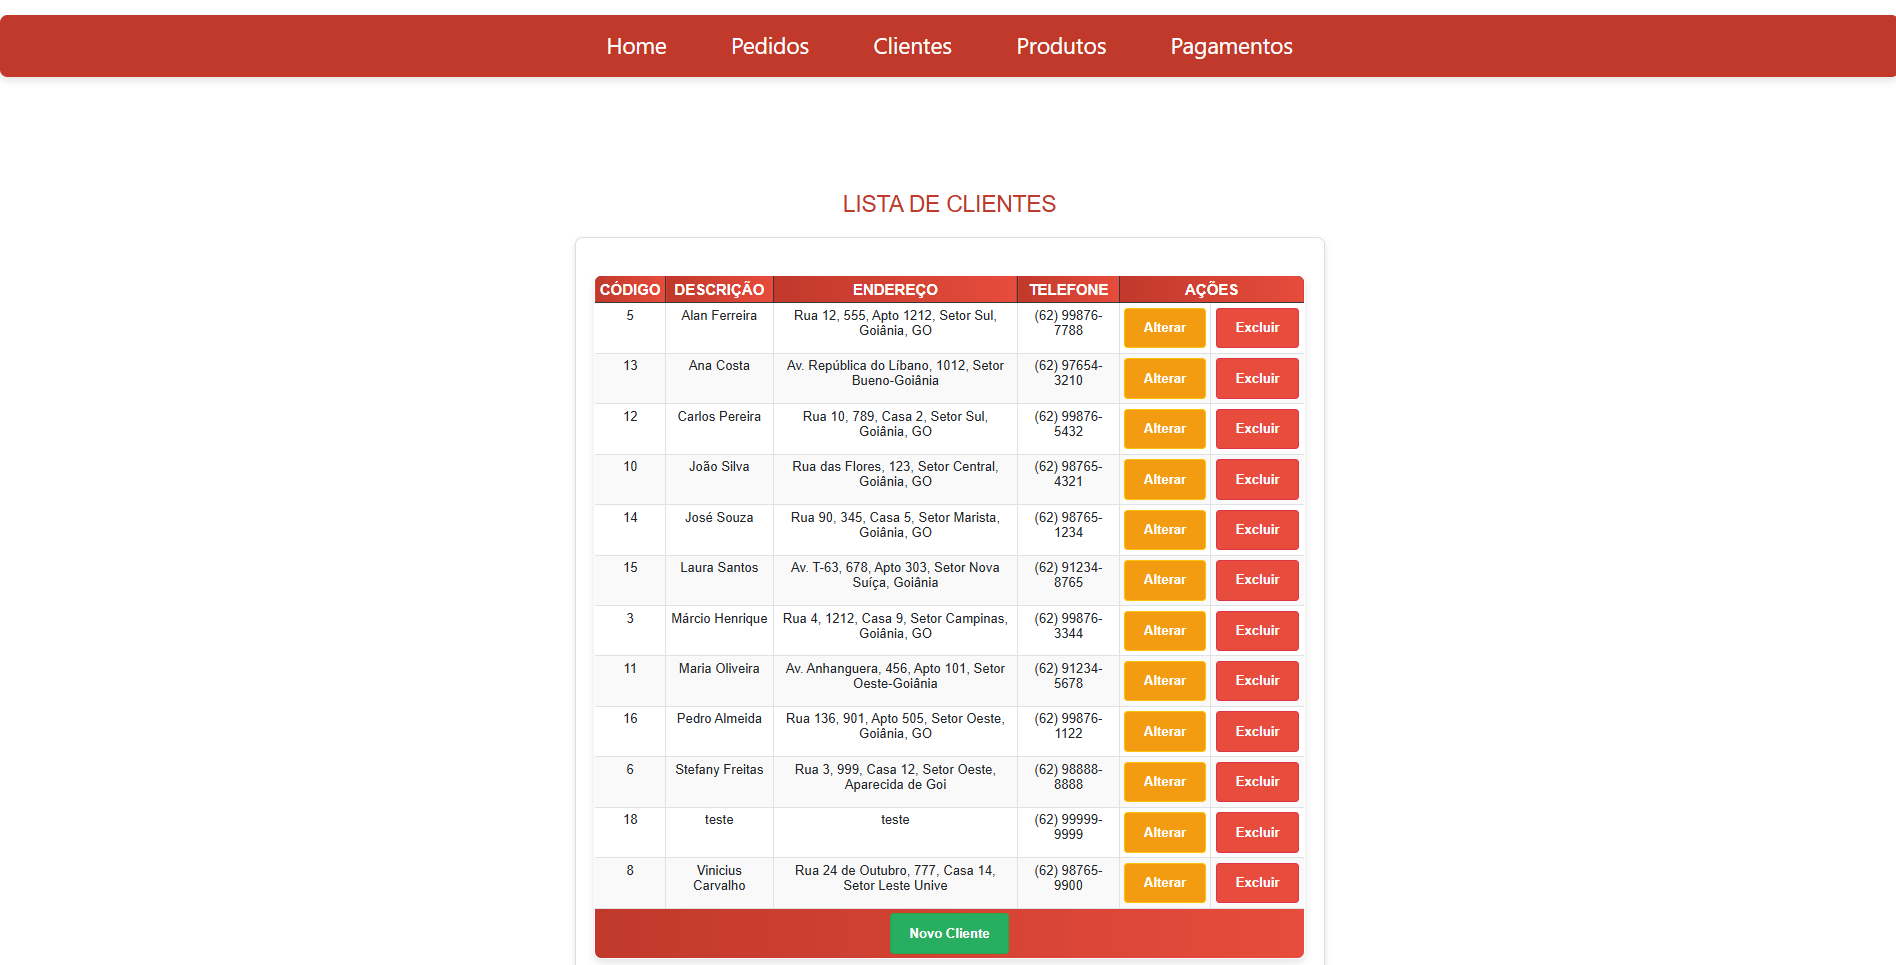 Home Pedidos Clientes Produtos Pagamentos
LISTA DE CLIENTES
CÓDIGO DESCRIÇÃO ENDEREÇO TELEFONE AÇÕES
5 Alan Ferreira Rua 12, 555, Apto 1212, Setor Sul, (62) 99876- Alterar Excluir
Goiânia, GO 7788
13 Ana Costa Av. República do Líbano, 1012, Setor (62) 97654- Alterar Excluir
Bueno-Goiânia 3210
12 Carlos Pereira Rua 10, 789, Casa 2, Setor Sul, (62) 99876- Alterar Excluir
Goiânia, GO 5432
10 João Silva Rua das Flores, 123, Setor Central, (62) 98765- Alterar Excluir
Goiânia, GO 4321
14 José Souza Rua 90, 345, Casa 5, Setor Marista, (62) 98765- Alterar Excluir
Goiânia, GO 1234
15 Laura Santos Av. T-63, 678, Apto 303, Setor Nova (62) 91234- Alterar Excluir
Suíça, Goiânia 8765
3 Márcio Henrique Rua 4, 1212, Casa 9, Setor Campinas, (62) 99876- Alterar Excluir
Goiânia, GO 3344
11 Maria Oliveira Av. Anhanguera, 456, Apto 101, Setor (62) 91234- Alterar Excluir
Oeste-Goiânia 5678
16 Pedro Almeida Rua 136, 901, Apto 505, Setor Oeste, (62) 99876- Alterar Excluir
Goiânia, GO 1122
6 Stefany Freitas Rua 3, 999, Casa 12, Setor Oeste, (62) 98888- Alterar Excluir
Aparecida de Goi 8888
18 teste teste (62) 99999- Alterar Excluir
9999
8 Vinicius Rua 24 de Outubro, 777, Casa 14, (62) 98765- Alterar Excluir
Carvalho Setor Leste Unive 9900
Novo Cliente